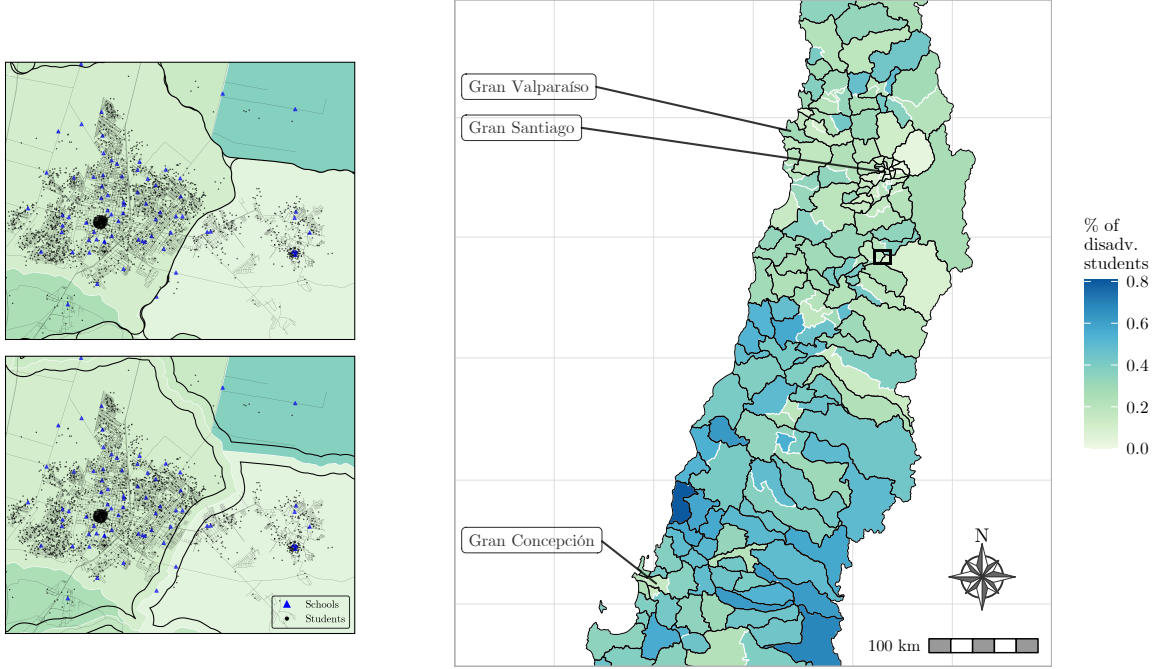 Schools
Students
Gran Valparaíso
Gran Santiago
Gran Concepción
N
100 km
% of
disadv.
students
0.8
0.6
0.4
0.2
0.0